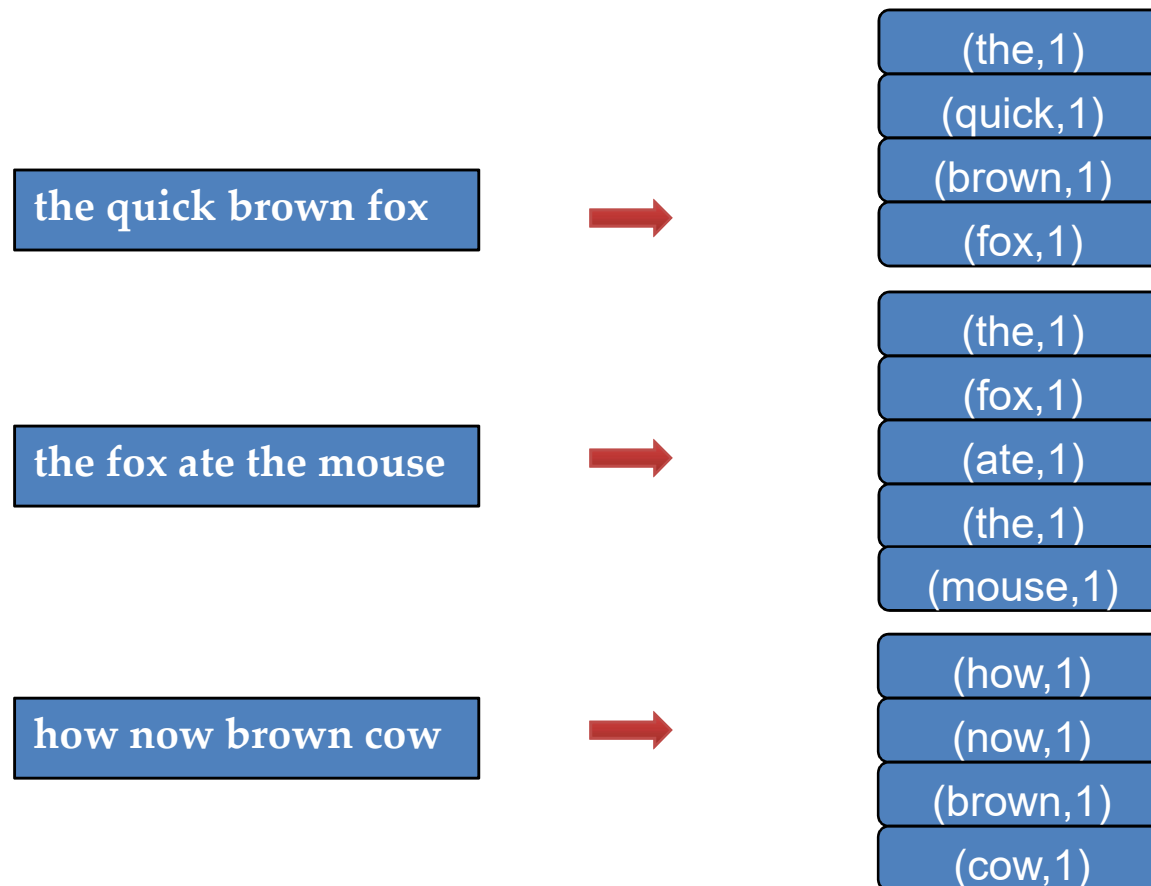 the quick brown fox
(the,1)
(quick,1)
(brown,1)
(fox,1)
the fox ate the mouse
(the,1)
(fox,1)
(ate,1)
(the,1)
(mouse,1)
how now brown cow
(how,1)
(now,1)
(brown,1)
(cow,1)